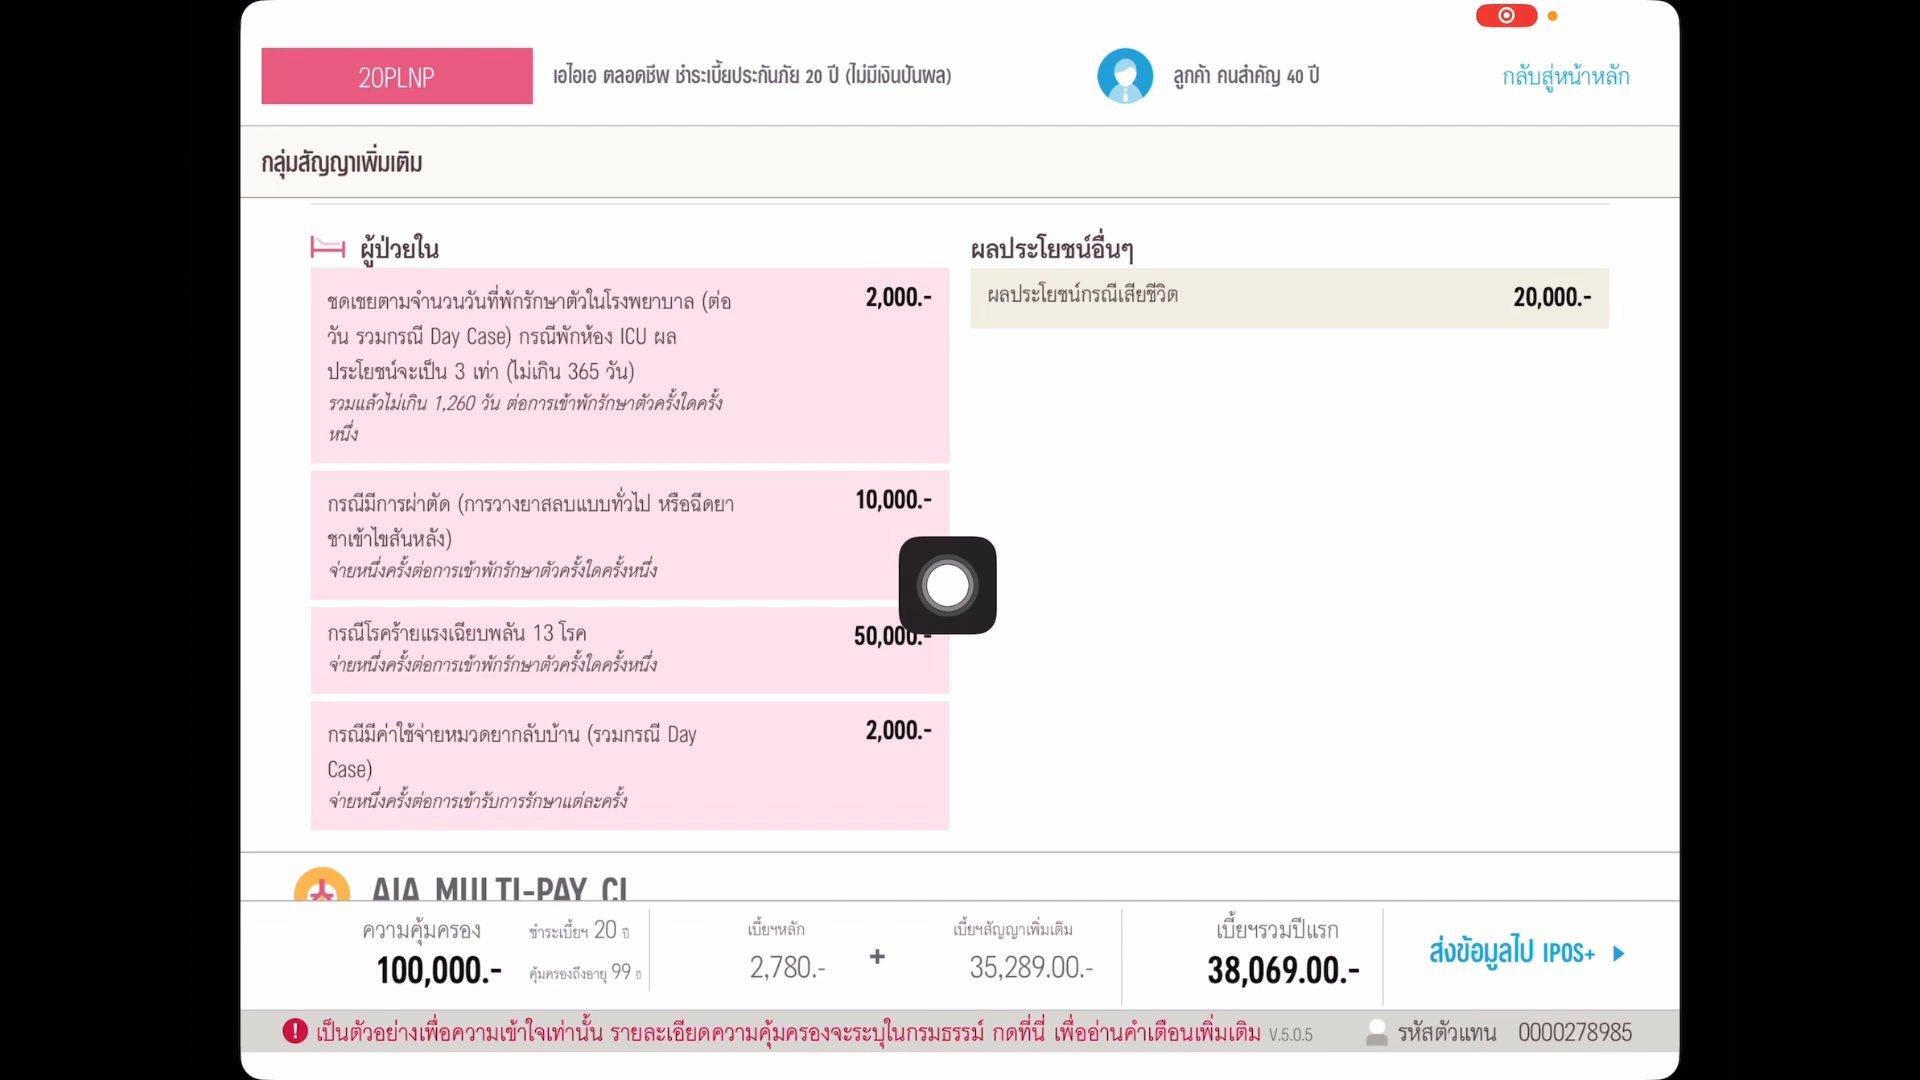 20PLNP
เอไอเอ ตลอดชีพ ชำระเบี้ยประกันภัย 20 ปี (ไม่มีเงินปันผล)
ลูกค้า คนสำคัญ 40 ปี
กลับสู่หน้าหลัก
กลุ่มสัญญาเพิ่มเติม
ผู้ป่วยใน
ชดเชยตามจำนวนวันที่พักรักษาตัวในโรงพยาบาล (ต่อ
วัน รวมกรณี Day Case) กรณีพักห้อง ICU ผล
ประโยชน์จะเป็น 3 เท่า (ไม่เกิน 365 วัน)
รวมแล้วไม่เกิน 1,260 วัน ต่อการเข้าพักรักษาตัวครั้งใดครั้ง
หนึ่ง
2,000.-
กรณีมีการผ่าตัด (การวางยาสลบแบบทั่วไป หรือฉีดยา
ชาเข้าไขสันหลัง)
จ่ายหนึ่งครั้งต่อการเข้าพักรักษาตัวครั้งใดครั้งหนึ่ง
10,000.-
กรณีโรคร้ายแรงเฉียบพลัน 13 โรค
จ่ายหนึ่งครั้งต่อการเข้าพักรักษาตัวครั้งใดครั้งหนึ่ง
50,000.-
กรณีมีค่าใช้จ่ายหมวดยากลับบ้าน (รวมกรณี Day
Case)
จ่ายหนึ่งครั้งต่อการเข้ารับการรักษาแต่ละครั้ง
2,000.-
ผลประโยชน์อื่นๆ
ผลประโยชน์กรณีเสียชีวิต
20,000.-
AIA MULTI-PAY CI
ความคุ้มครอง
100,000.-
ชำระเบี้ยฯ 20 ปี
คุ้มครองถึงอายุ 99 ปี
เบี้ยฯหลัก
2,780.-
+
เบี้ยฯสัญญาเพิ่มเติม
35,289.00.-
เบี้ยฯรวมปีแรก
38,069.00.-
ส่งข้อมูลไป IPOS+
เป็นตัวอย่างเพื่อความเข้าใจเท่านั้น รายละเอียดความคุ้มครองจะระบุในกรมธรรม์ กดที่นี่ เพื่ออ่านคำเตือนเพิ่มเติม V.5.0.5
รหัสตัวแทน 0000278985